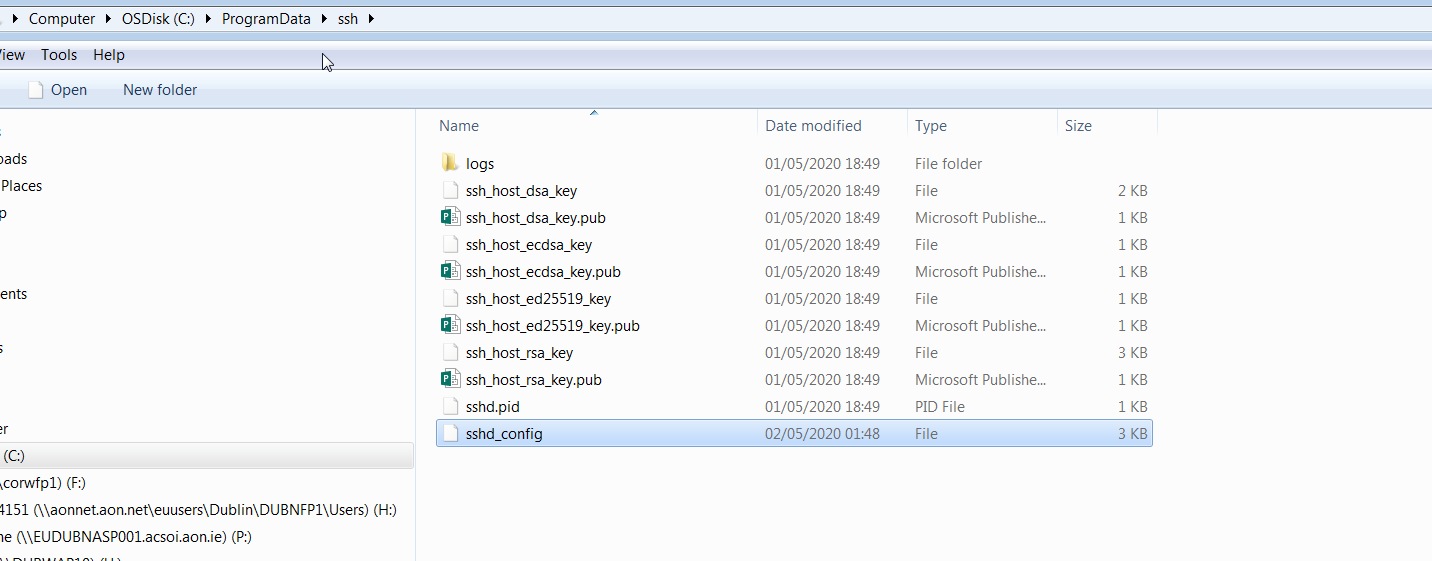 Computer OSDisk (C:) ProgramData ssh
View Tools Help
Open New folder
Name Date modified Type Size
logs 01/05/2020 18:49 File folder
oads
ssh_host_dsa_key 01/05/2020 18:49 File 2 KB
Places
ssh_host_dsa_key.pub 01/05/2020 18:49 Microsoft Publishe... 1 KB
p
ssh_host_ecdsa_key 01/05/2020 18:49 File 1 KB
ssh_host_ecdsa_key.pub 01/05/2020 18:49 Microsoft Publishe... 1 KB
ents
ssh_host_ed25519_key 01/05/2020 18:49 File 1 KB
ssh_host_ed25519_key.pub 01/05/2020 18:49 Microsoft Publishe... 1 KB
s
ssh_host_rsa_key 01/05/2020 18:49 File 3 KB
ssh_host_rsa_key.pub 01/05/2020 18:49 Microsoft Publishe... 1 KB
sshd.pid 01/05/2020 18:49 PID File 1 KB
er
sshd_config 02/05/2020 01:48 File 3 KB
(C:)
\corwfp1) (F:)
4151 (\\aonnet.aon.net\euusers\Dublin\DUBNFP1\Users) (H:)
ne (\\EUDUBNASP001.acsoi.aon.ie) (P:)